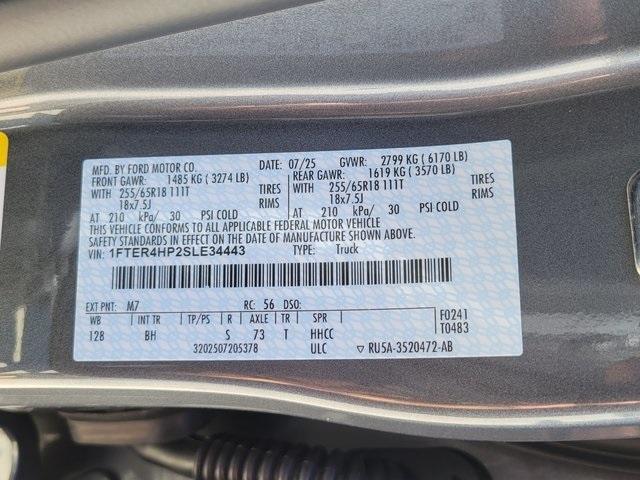 MFD. BY FORD MOTOR CO. DATE: 07/25 GVWR: 2799 KG ( 6170 LB)
FRONT GAWR: 1485 KG ( 3274 LB) REAR GAWR: 1619 KG ( 3570 LB)
WITH 255/65R18 111T TIRES WITH 255/65R18 111T TIRES
18x7.5J RIMS 18x7.5J RIMS
AT 210 kPa/ 30 PSI COLD AT 210 kPa/ 30 PSI COLD
THIS VEHICLE CONFORMS TO ALL APPLICABLE FEDERAL MOTOR VEHICLE
SAFETY STANDARDS IN EFFECT ON THE DATE OF MANUFACTURE SHOWN ABOVE.
VIN: 1FTER4HP2SLE34443 TYPE: Truck
EXT PNT: M7 RC: 56 DSO:
WB INT TR TP/PS R AXLE TR SPR F0241
128 BH S 73 T HHCC T0483
3202507205378 ULC ▽ RU5A-3520472-AB